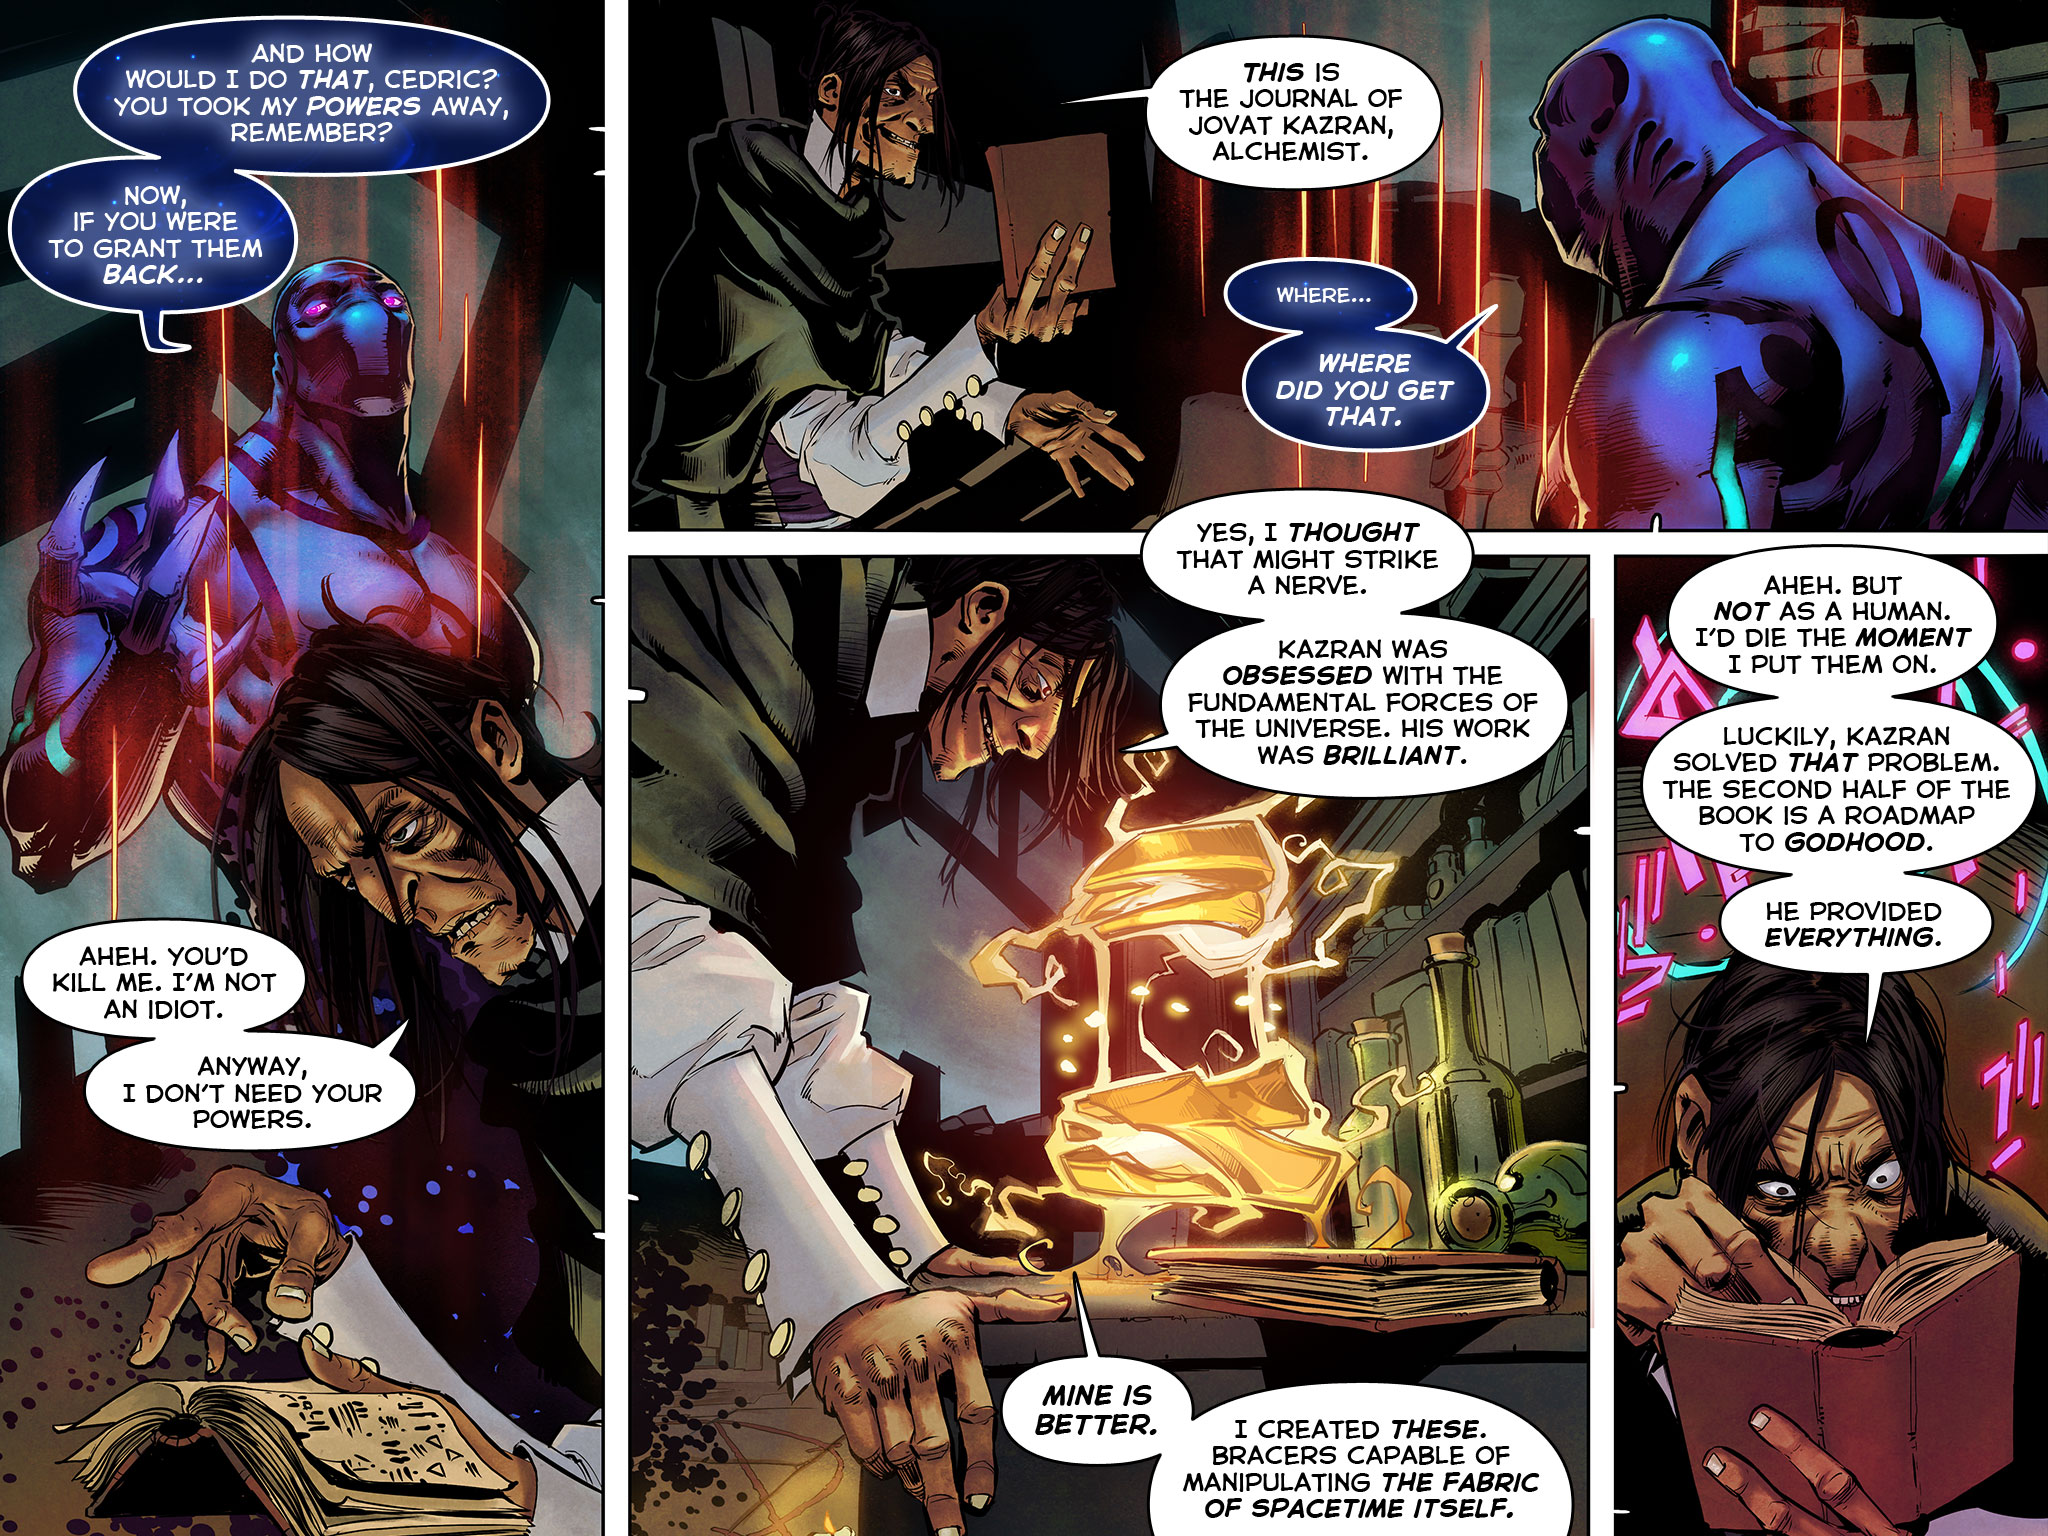 AND HOW
WOULD I DO THAT, CEDRIC?
YOU TOOK MY POWERS AWAY,
REMEMBER?
NOW,
IF YOU WERE
TO GRANT THEM
BACK...
AHEH. YOU'D
KILL ME. I'M NOT
AN IDIOT.
ANYWAY,
I DON'T NEED YOUR
POWERS.
THIS IS
THE JOURNAL OF
JOVAT KAZRAN,
ALCHEMIST.
WHERE...
WHERE
DID YOU GET
THAT.
YES, I THOUGHT
THAT MIGHT STRIKE
A NERVE.
KAZRAN WAS
OBSESSED WITH THE
FUNDAMENTAL FORCES OF
THE UNIVERSE. HIS WORK
WAS BRILLIANT.
MINE IS
BETTER.
I CREATED THESE.
BRACERS CAPABLE OF
MANIPULATING THE FABRIC
OF SPACETIME ITSELF.
AHEH. BUT
NOT AS A HUMAN.
I'D DIE THE MOMENT
I PUT THEM ON.
LUCKILY, KAZRAN
SOLVED THAT PROBLEM.
THE SECOND HALF OF THE
BOOK IS A ROADMAP
TO GODHOOD.
HE PROVIDED
EVERYTHING.